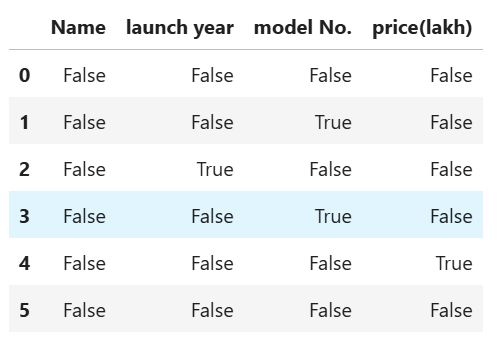 Name launch year model No. price(lakh)
0 False False False False
1 False False True False
2 False True False False
3 False False True False
4 False False False True
5 False False False False